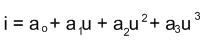 i = a₀ + a₁u + a₂u² + a₃u³